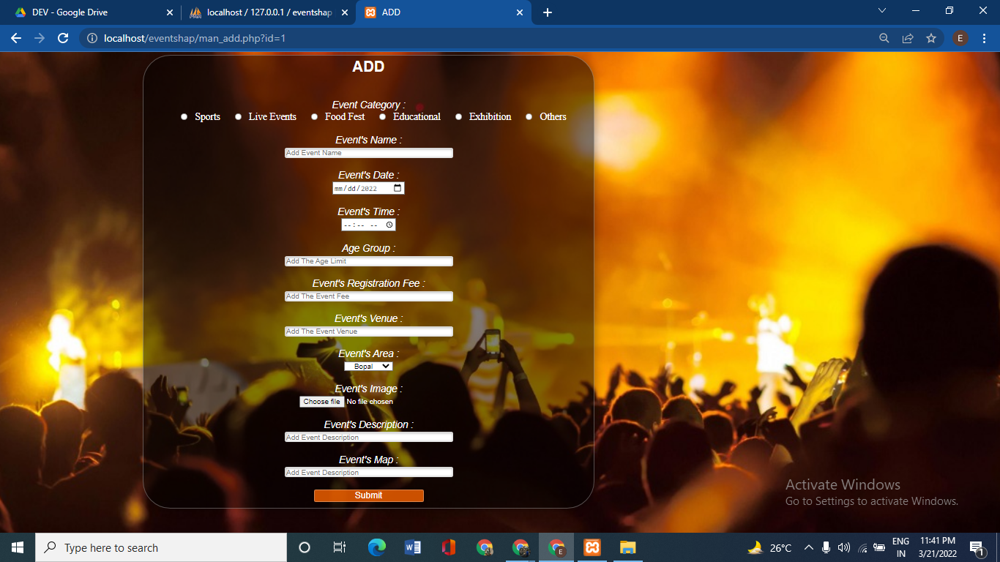 DEV - Google Drive
localhost / 127.0.0.1 / eventshap
ADD
localhost/eventshap/man_add.php?id=1
E
ADD
Event Category :
Sports Live Events Food Fest Educational Exhibition Others
Event's Name :
Add Event Name
Event's Date :
mm/dd/2022
Event's Time :
--:-- --
Age Group :
Add The Age Limit
Event's Registration Fee :
Add The Event Fee
Event's Venue :
Add The Event Venue
Event's Area :
Bopal
Event's Image :
Choose file No file chosen
Event's Description :
Add Event Description
Event's Map :
Add Event Description
Submit
Activate Windows
Go to Settings to activate Windows.
Type here to search
E
26°C
ENG
IN
11:41 PM
3/21/2022
1